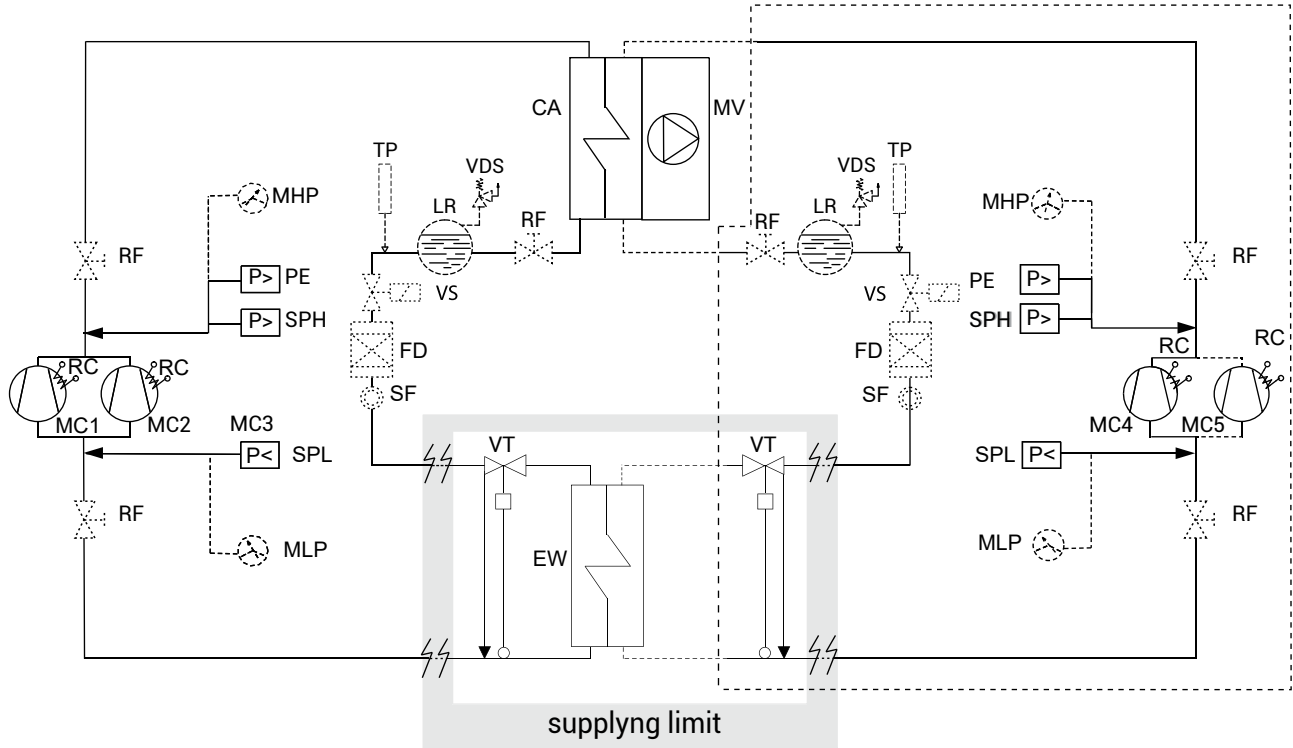 CA
MV
TP
VDS
LR
RF
MHP
RF
P> PE
VS
P> SPH
FD
RC
RC
SF
MC1
MC2
MC3
P< SPL
RF
MLP
VDS
TP
RF
LR
MHP
RF
VS
PE P>
SPH P>
FD
RC
RC
SF
MC4
MC5
SPL P<
MLP
RF
VT
VT
EW
supplyng limit